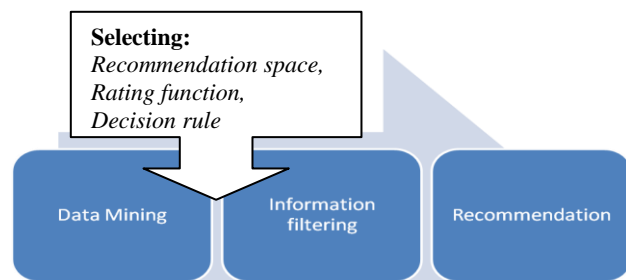 Selecting:
Recommendation space,
Rating function,
Decision rule
Data Mining
Information
filtering
Recommendation